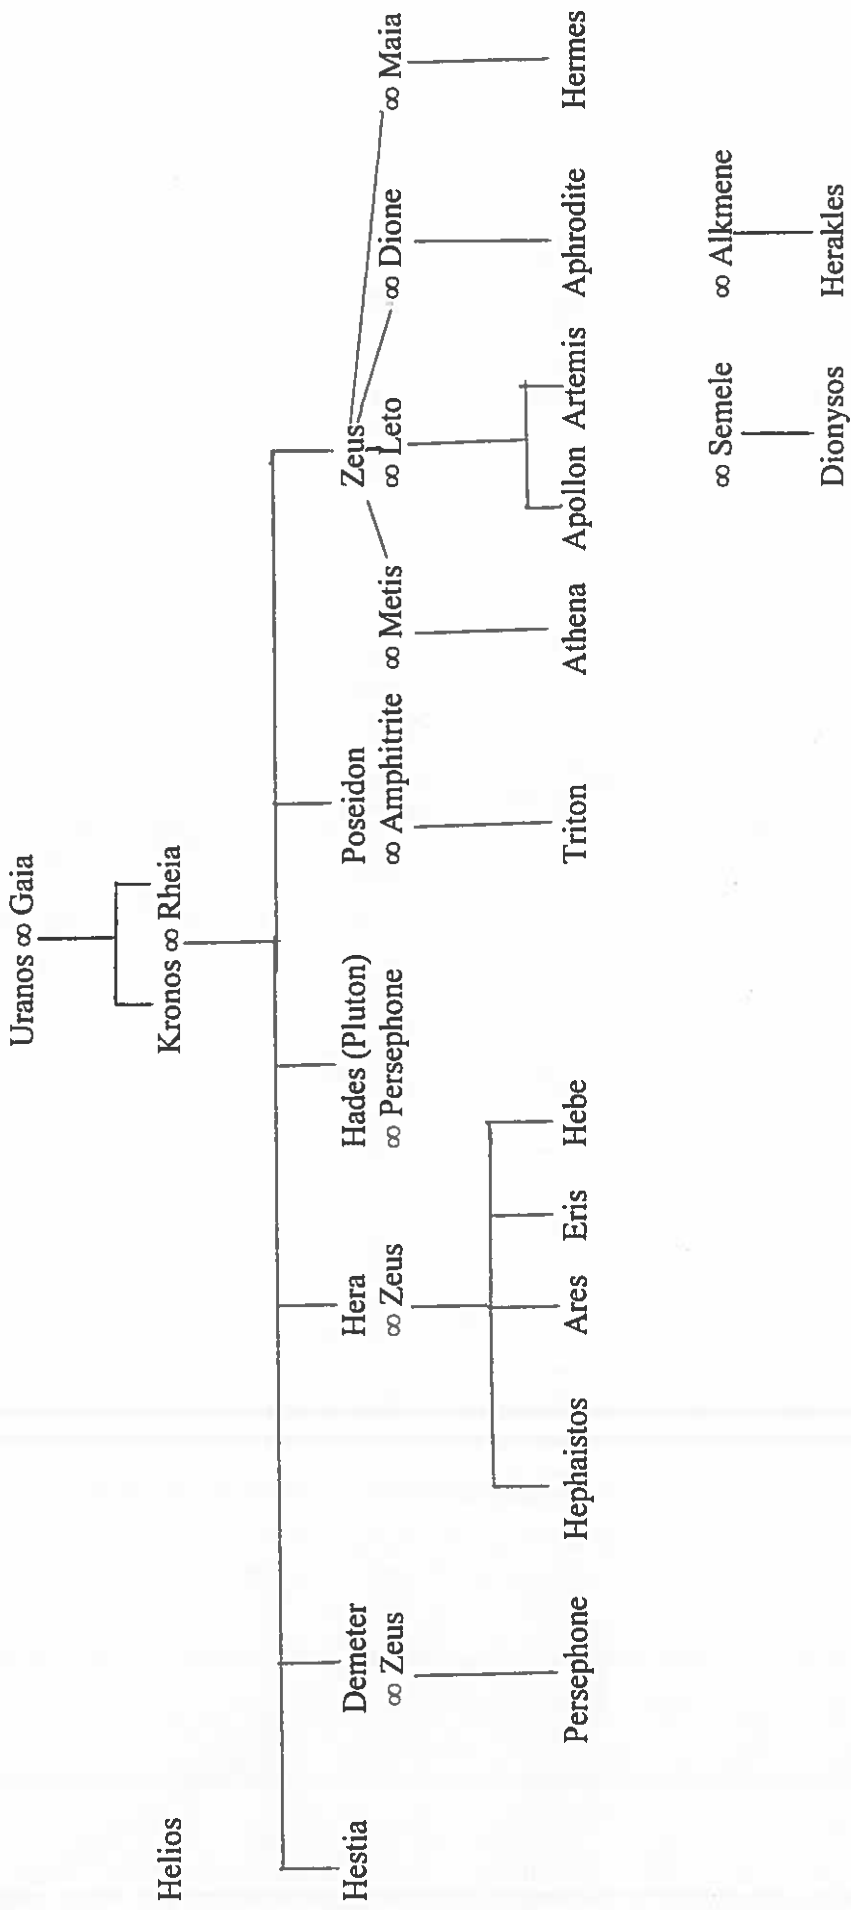 Uranos ∞ Gaia
Helios Kronos ∞ Rheia
Hestia Demeter Hera Hades (Pluton) Poseidon Zeus
∞ Zeus ∞ Zeus ∞ Persephone ∞ Amphitrite ∞ Metis ∞ Leto ∞ Dione ∞ Maia
Persephone Hephaistos Ares Eris Hebe Triton Athena Apollon Artemis Aphrodite Hermes
∞ Semele ∞ Alkmene
Dionysos Herakles